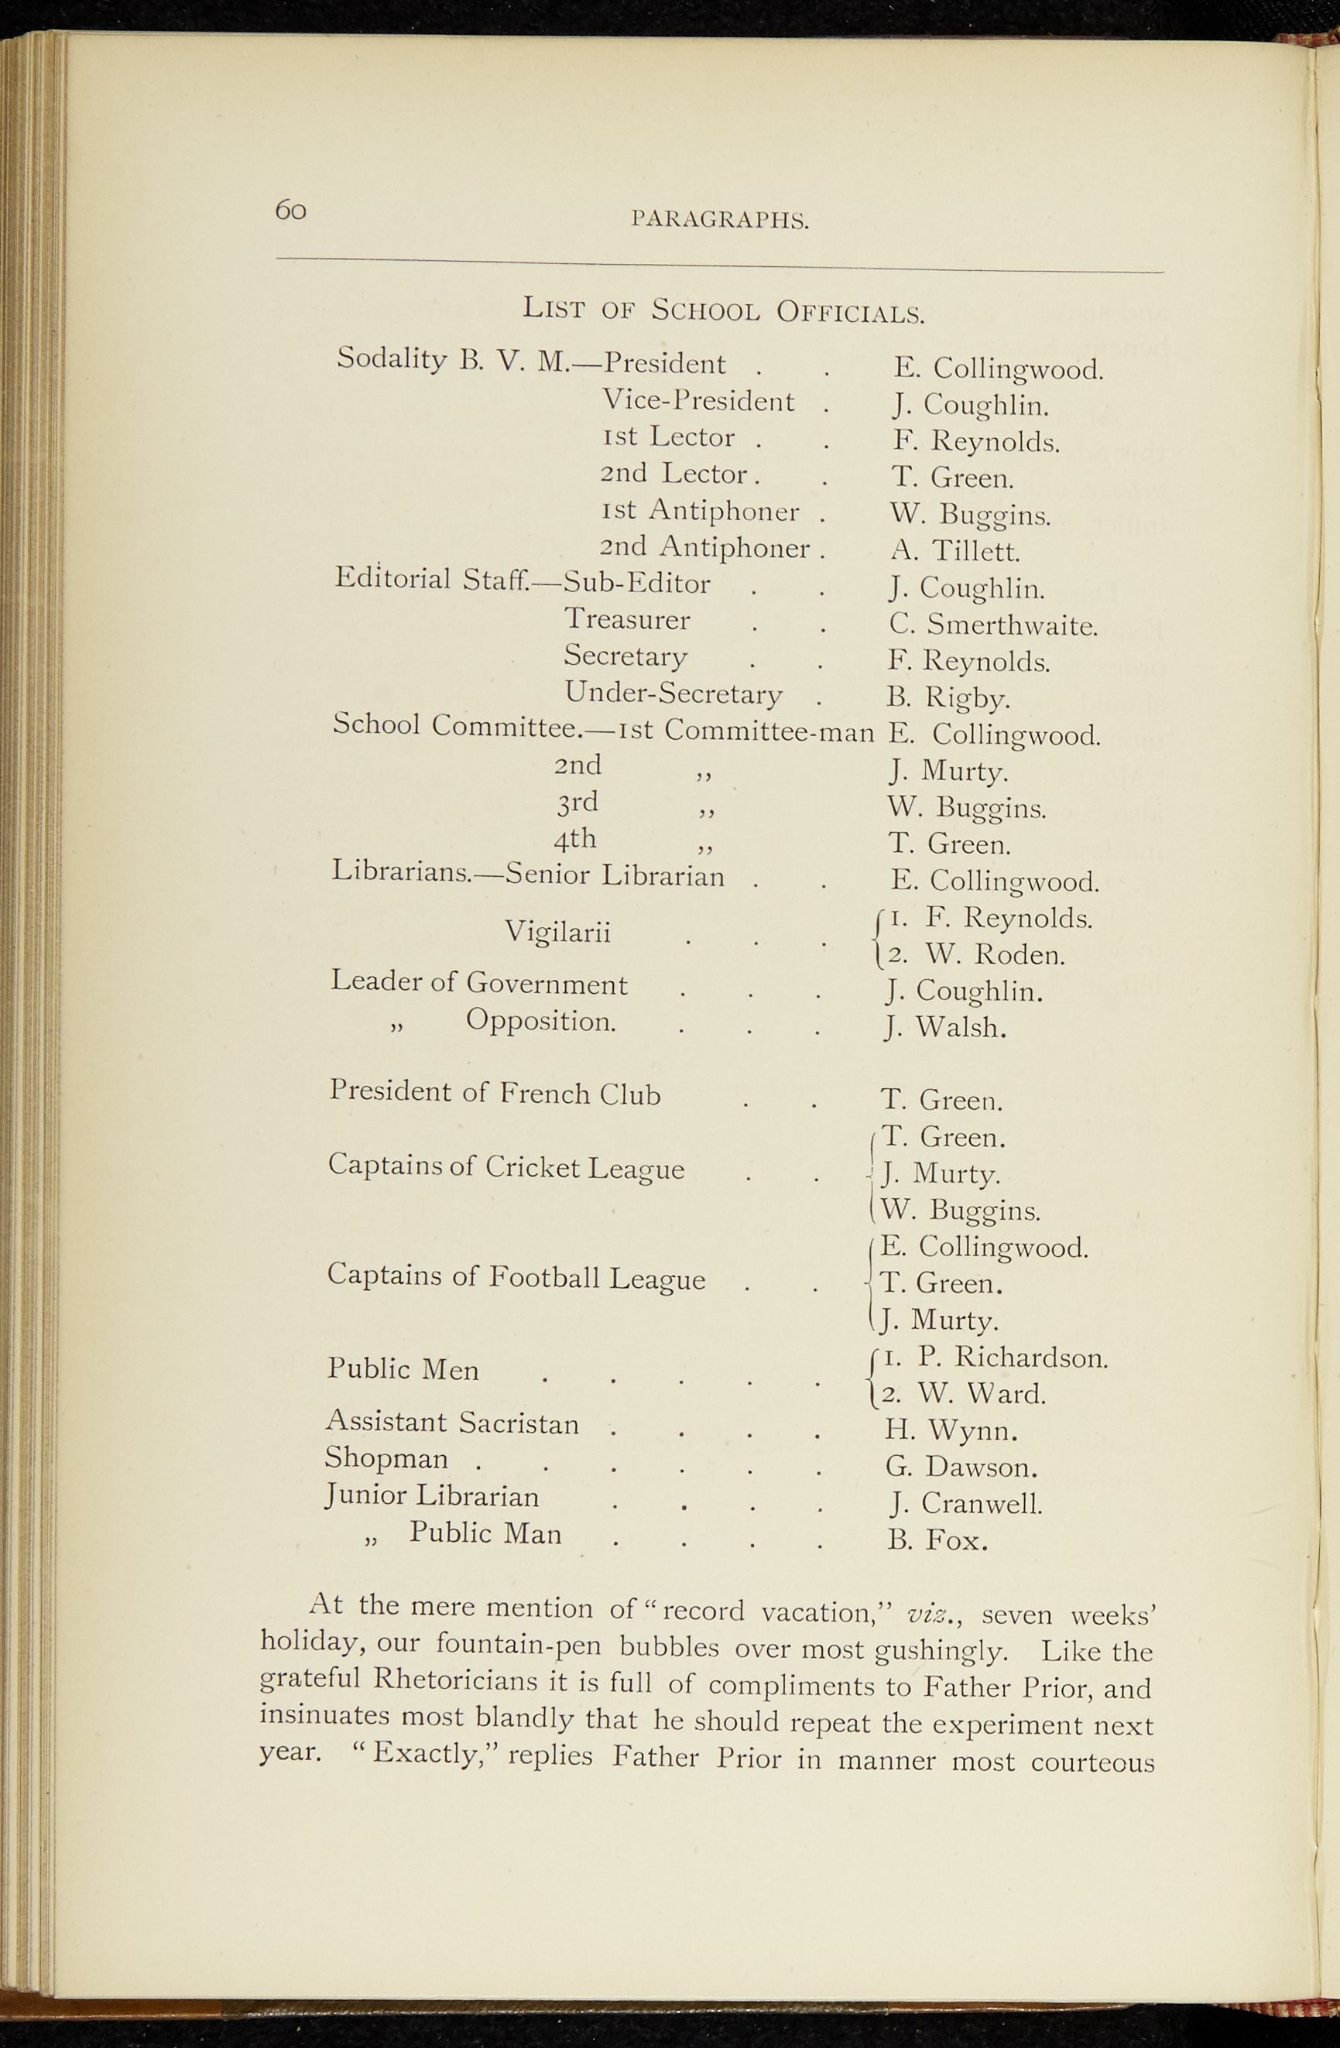 60
PARAGRAPHS.
LIST OF SCHOOL OFFICIALS.
Sodality B. V. M.—President . . E. Collingwood.
Vice-President . J. Coughlin.
1st Lector . . F. Reynolds.
2nd Lector . . T. Green.
1st Antiphoner . W. Buggins.
2nd Antiphoner . A. Tillett.
Editorial Staff.—Sub-Editor . . J. Coughlin.
Treasurer . . C. Smerthwaite.
Secretary . . F. Reynolds.
Under-Secretary . B. Rigby.
School Committee.—1st Committee-man E. Collingwood.
2nd ,, J. Murty.
3rd ,, W. Buggins.
4th ,, T. Green.
Librarians.—Senior Librarian . . E. Collingwood.
Vigilarii . . . { 1. F. Reynolds.
2. W. Roden.
Leader of Government . . . J. Coughlin.
„ Opposition. . . . J. Walsh.
President of French Club . . T. Green.
T. Green.
Captains of Cricket League . . { J. Murty.
W. Buggins.
E. Collingwood.
Captains of Football League . . { T. Green.
J. Murty.
Public Men . . . . . { 1. P. Richardson.
2. W. Ward.
Assistant Sacristan . . . . H. Wynn.
Shopman . . . . . . G. Dawson.
Junior Librarian . . . . J. Cranwell.
„ Public Man . . . . B. Fox.
At the mere mention of “record vacation,” viz., seven weeks’
holiday, our fountain-pen bubbles over most gushingly. Like the
grateful Rhetoricians it is full of compliments to Father Prior, and
insinuates most blandly that he should repeat the experiment next
year. “Exactly,” replies Father Prior in manner most courteous